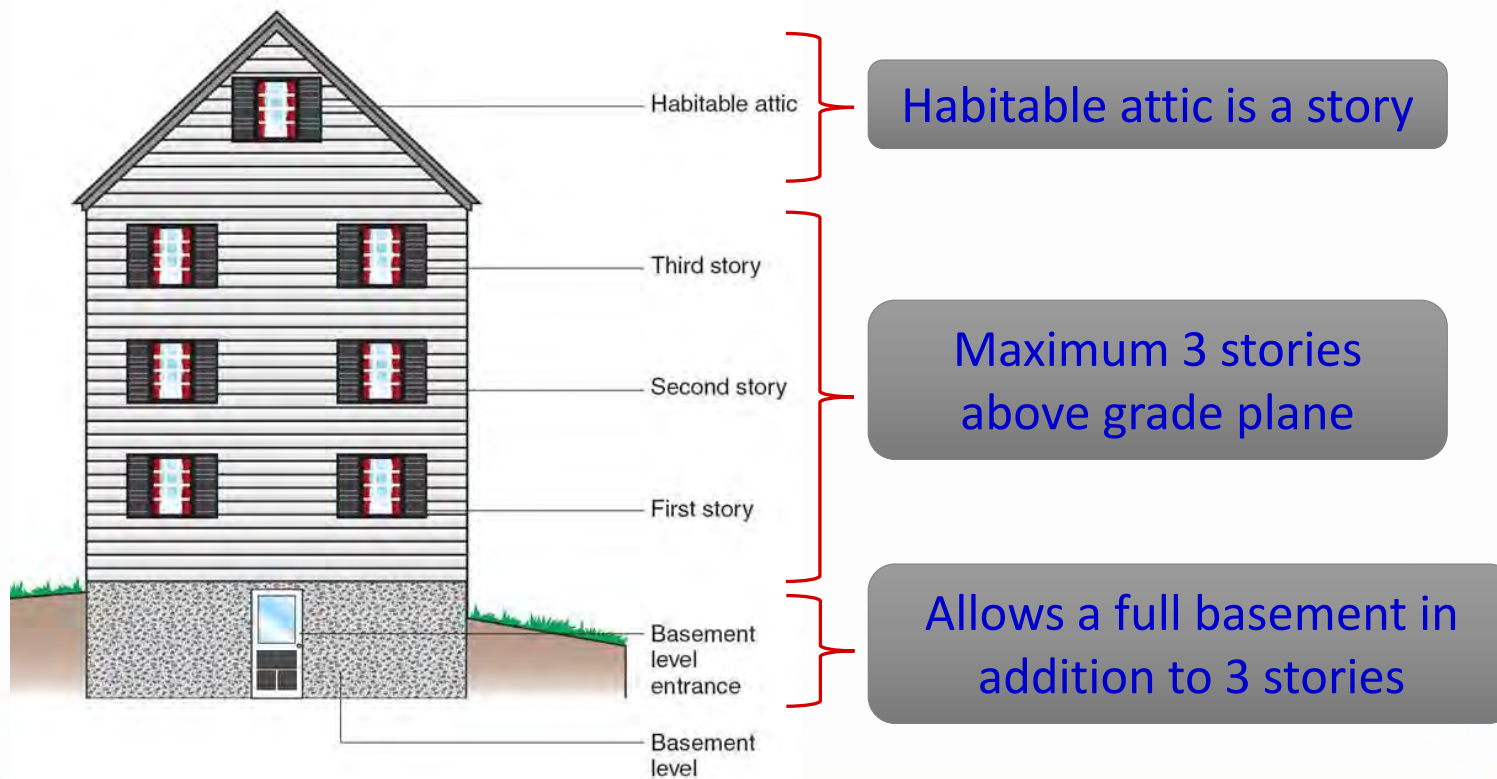 Habitable attic
Habitable attic is a story
Third story
Second story
First story
Maximum 3 stories
above grade plane
Basement
level
entrance
Allows a full basement in
addition to 3 stories
Basement
level